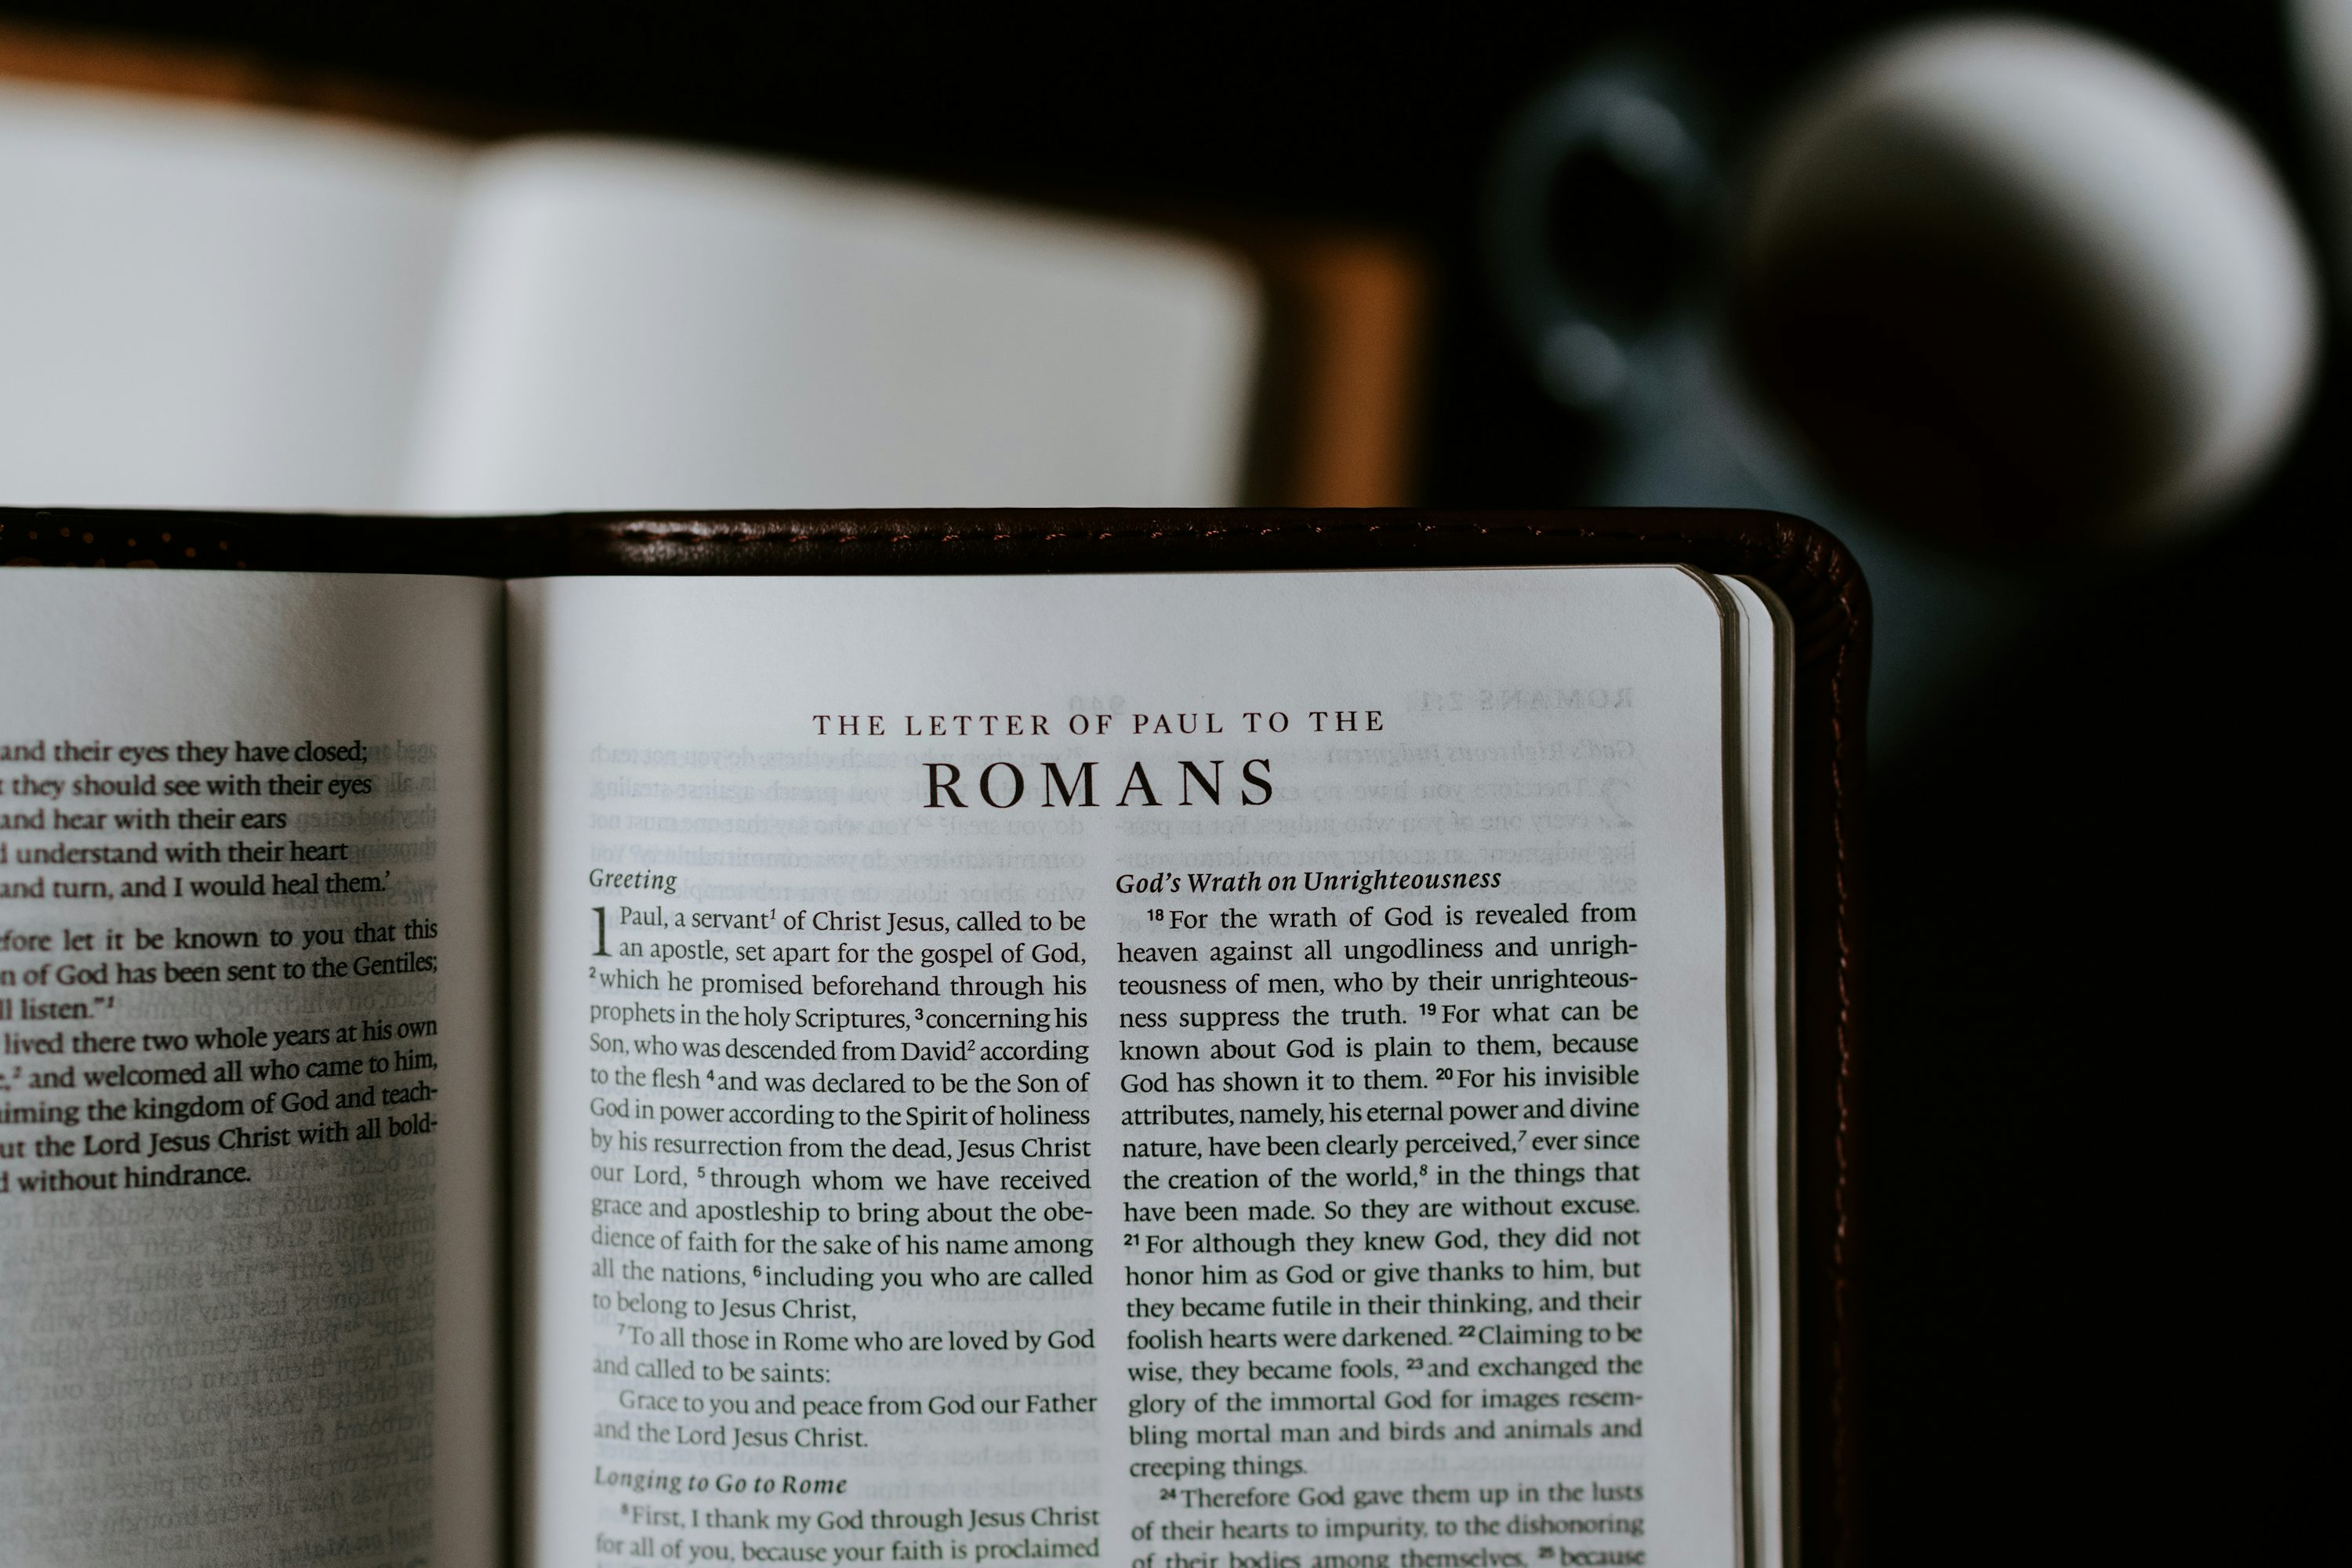 and their eyes they have closed;
they should see with their eyes
and hear with their ears
understand with their heart
and turn, and I would heal them.’
let it be known to you that this
of God has been sent to the Gentiles;
listen.”1
lived there two whole years at his own
2 and welcomed all who came to him,
the kingdom of God and teach-
the Lord Jesus Christ with all bold-
without hindrance.
THE LETTER OF PAUL TO THE
ROMANS
Greeting
1 Paul, a servant1 of Christ Jesus, called to be
an apostle, set apart for the gospel of God,
2 which he promised beforehand through his
prophets in the holy Scriptures, 3 concerning his
Son, who was descended from David2 according
to the flesh 4 and was declared to be the Son of
God in power according to the Spirit of holiness
by his resurrection from the dead, Jesus Christ
our Lord, 5 through whom we have received
grace and apostleship to bring about the obe-
dience of faith for the sake of his name among
all the nations, 6 including you who are called
to belong to Jesus Christ,
7 To all those in Rome who are loved by God
and called to be saints:
Grace to you and peace from God our Father
and the Lord Jesus Christ.
Longing to Go to Rome
8 First, I thank my God through Jesus Christ
for all of you, because your faith is proclaimed
God’s Wrath on Unrighteousness
18 For the wrath of God is revealed from
heaven against all ungodliness and unrigh-
teousness of men, who by their unrighteous-
ness suppress the truth. 19 For what can be
known about God is plain to them, because
God has shown it to them. 20 For his invisible
attributes, namely, his eternal power and divine
nature, have been clearly perceived,7 ever since
the creation of the world,8 in the things that
have been made. So they are without excuse.
21 For although they knew God, they did not
honor him as God or give thanks to him, but
they became futile in their thinking, and their
foolish hearts were darkened. 22 Claiming to be
wise, they became fools, 23 and exchanged the
glory of the immortal God for images resem-
bling mortal man and birds and animals and
creeping things.
24 Therefore God gave them up in the lusts
of their hearts to impurity, to the dishonoring
of their bodies among themselves, 25 because